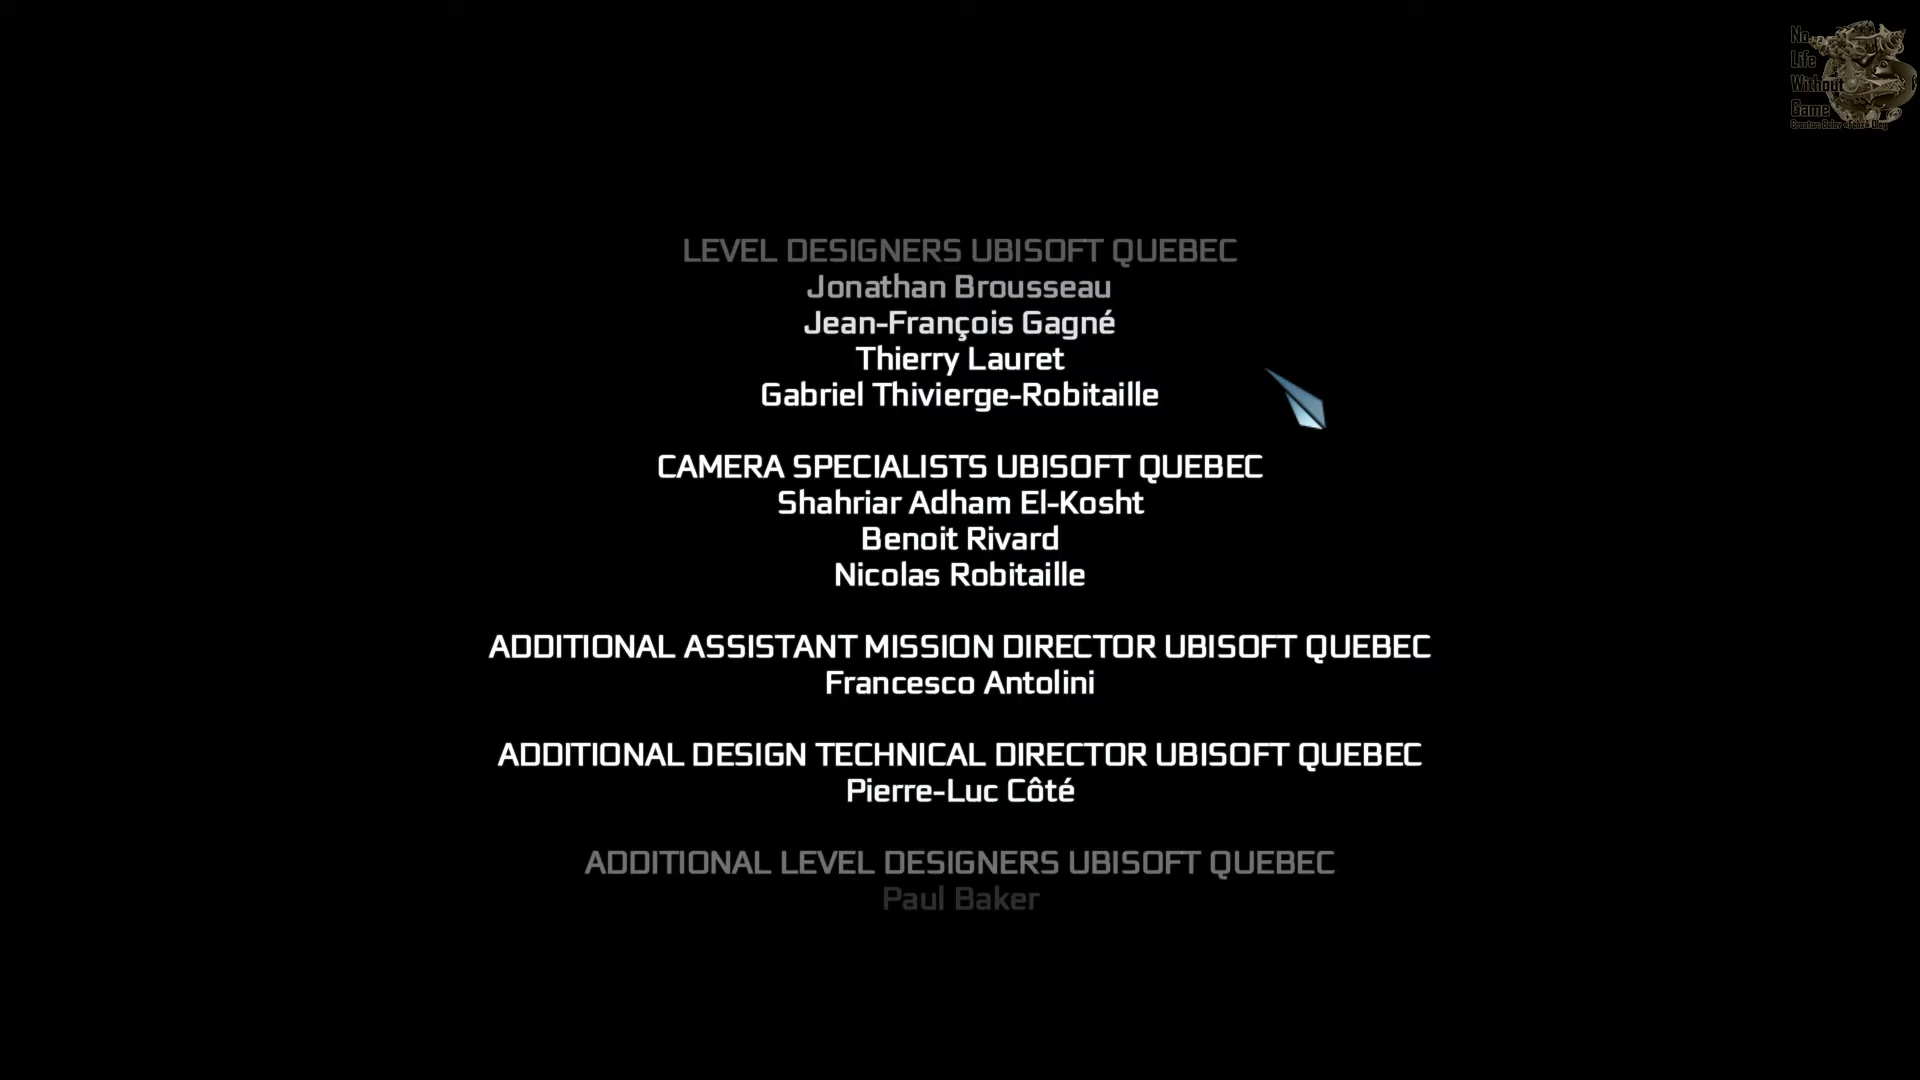 No
Life
Without
Game
LEVEL DESIGNERS UBISOFT QUEBEC
Jonathan Brousseau
Jean-François Gagné
Thierry Lauret
Gabriel Thivierge-Robitaille
CAMERA SPECIALISTS UBISOFT QUEBEC
Shahriar Adham El-Kosht
Benoit Rivard
Nicolas Robitaille
ADDITIONAL ASSISTANT MISSION DIRECTOR UBISOFT QUEBEC
Francesco Antolini
ADDITIONAL DESIGN TECHNICAL DIRECTOR UBISOFT QUEBEC
Pierre-Luc Côté
ADDITIONAL LEVEL DESIGNERS UBISOFT QUEBEC
Paul Baker